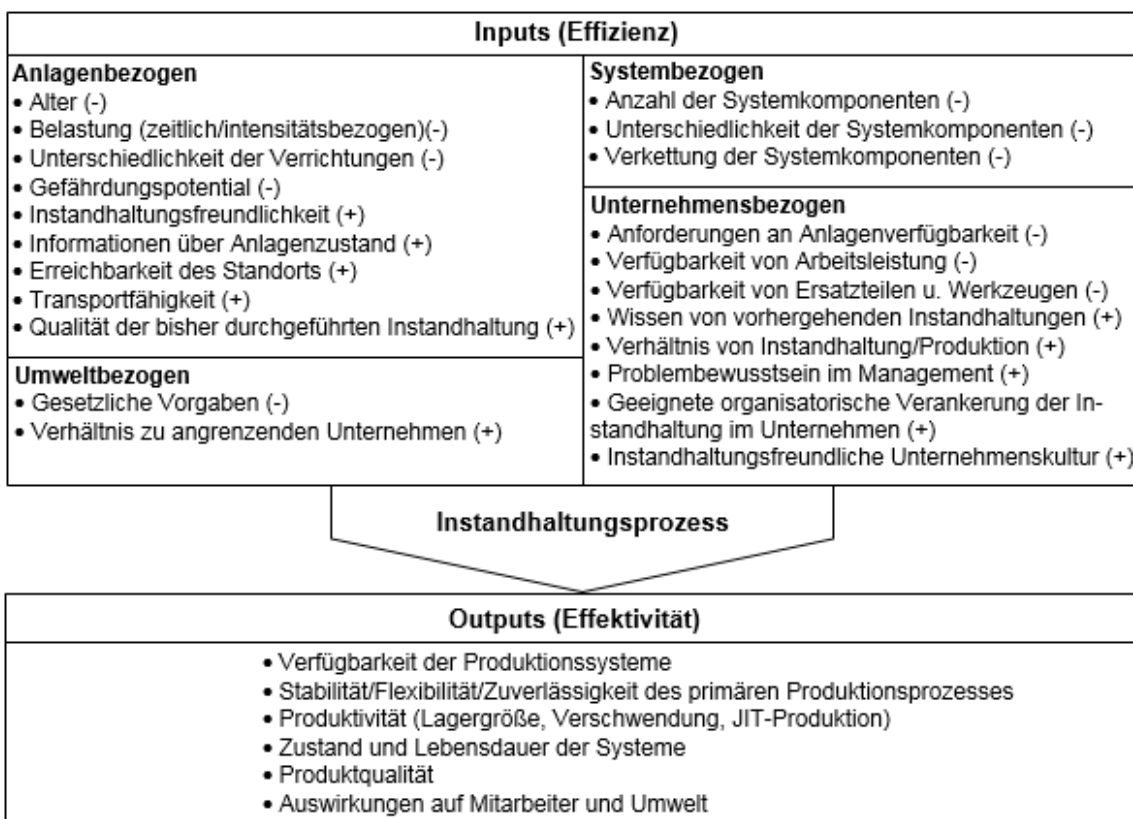 Inputs (Effizienz)
Anlagenbezogen
• Alter (-)
• Belastung (zeitlich/intensitätsbezogen)(-)
• Unterschiedlichkeit der Verrichtungen (-)
• Gefährdungspotential (-)
• Instandhaltungsfreundlichkeit (+)
• Informationen über Anlagenzustand (+)
• Erreichbarkeit des Standorts (+)
• Transportfähigkeit (+)
• Qualität der bisher durchgeführten Instandhaltung (+)
Umweltbezogen
• Gesetzliche Vorgaben (-)
• Verhältnis zu angrenzenden Unternehmen (+)
Systembezogen
• Anzahl der Systemkomponenten (-)
• Unterschiedlichkeit der Systemkomponenten (-)
• Verkettung der Systemkomponenten (-)
Unternehmensbezogen
• Anforderungen an Anlagenverfügbarkeit (-)
• Verfügbarkeit von Arbeitsleistung (-)
• Verfügbarkeit von Ersatzteilen u. Werkzeugen (-)
• Wissen von vorhergehenden Instandhaltungen (+)
• Verhältnis von Instandhaltung/Produktion (+)
• Problembewusstsein im Management (+)
• Geeignete organisatorische Verankerung der In-
standhaltung im Unternehmen (+)
• Instandhaltungsfreundliche Unternehmenskultur (+)
Instandhaltungsprozess
Outputs (Effektivität)
• Verfügbarkeit der Produktionssysteme
• Stabilität/Flexibilität/Zuverlässigkeit des primären Produktionsprozesses
• Produktivität (Lagergröße, Verschwendung, JIT-Produktion)
• Zustand und Lebensdauer der Systeme
• Produktqualität
• Auswirkungen auf Mitarbeiter und Umwelt